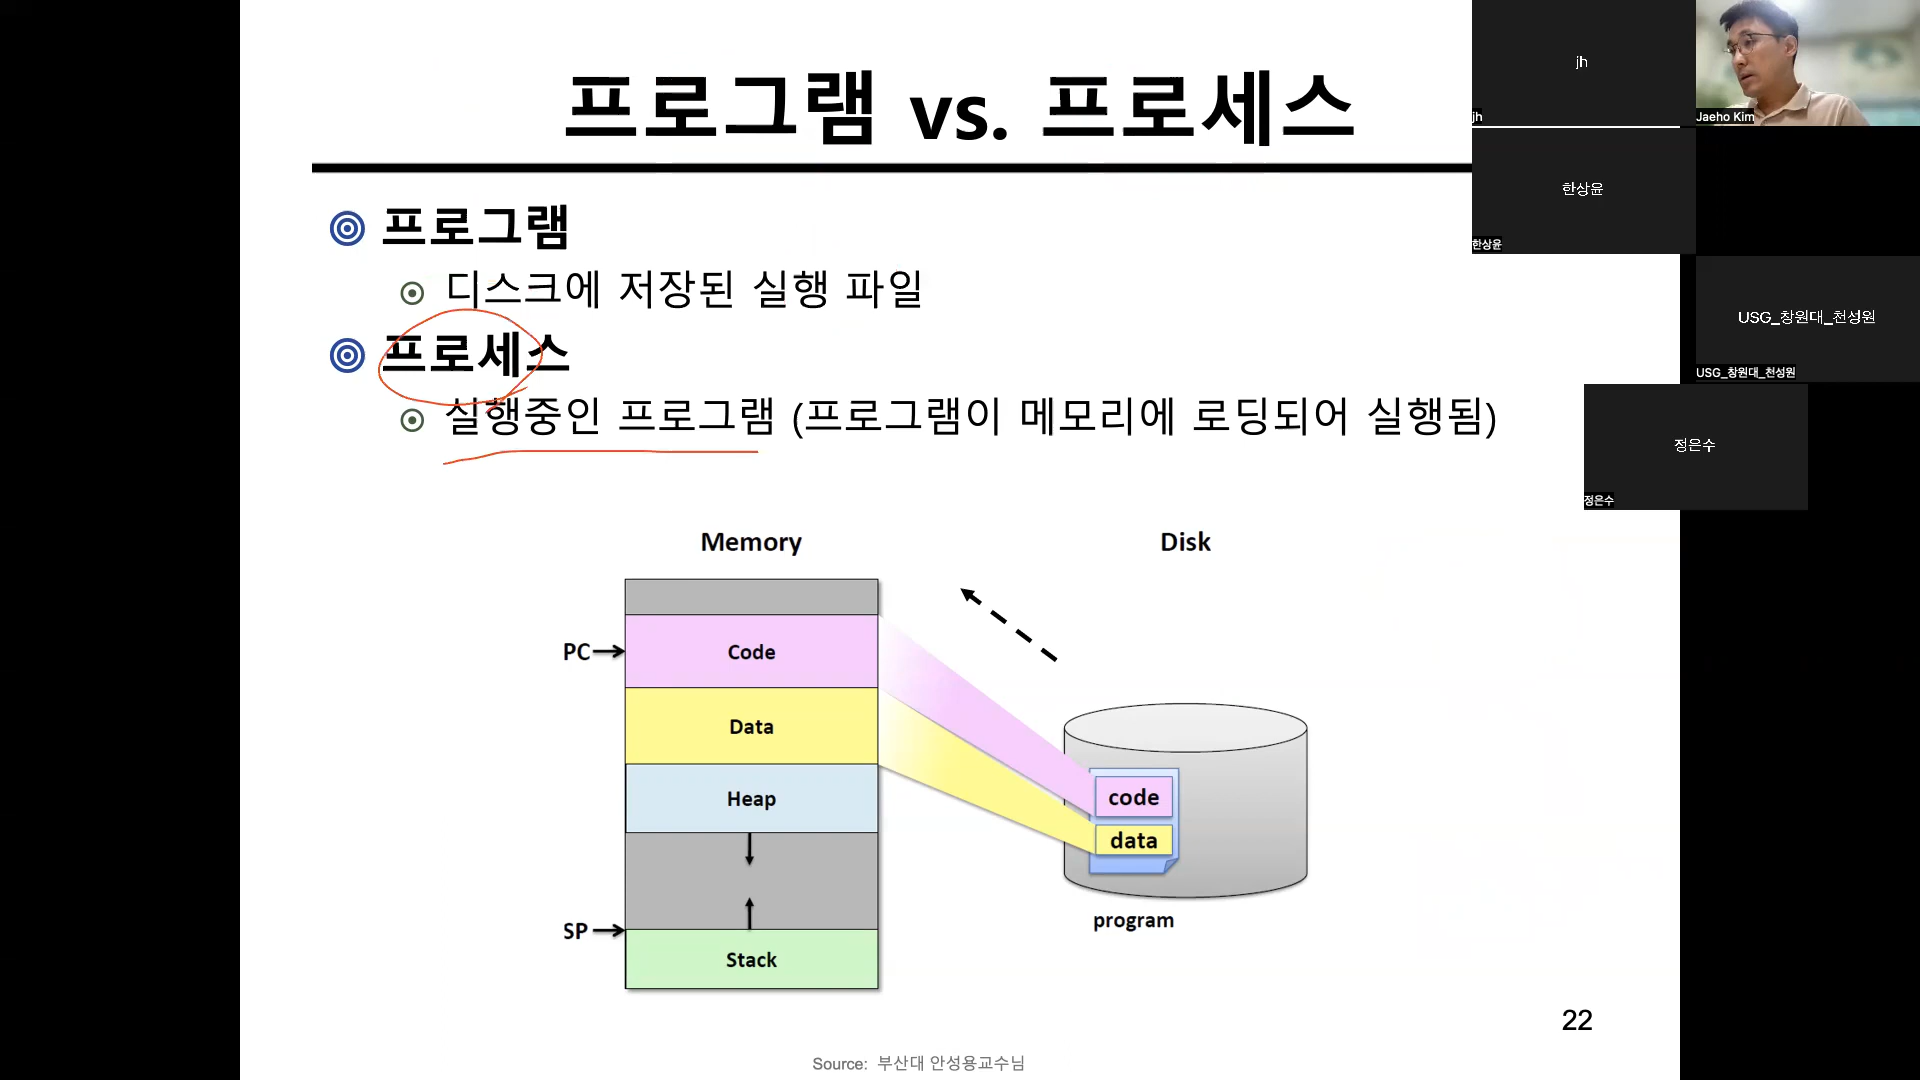 프로그램 vs. 프로세스
프로그램
디스크에 저장된 실행 파일
프로세스
실행중인 프로그램 (프로그램이 메모리에 로딩되어 실행됨)
Memory
Disk
PC
Code
Data
Heap
SP
Stack
code
data
program
22
Source: 부산대 안성용교수님
jh
jh
Jaeho Kim
한상윤
한상윤
USG_창원대_천성원
USG_창원대_천성원
정은수
정은수